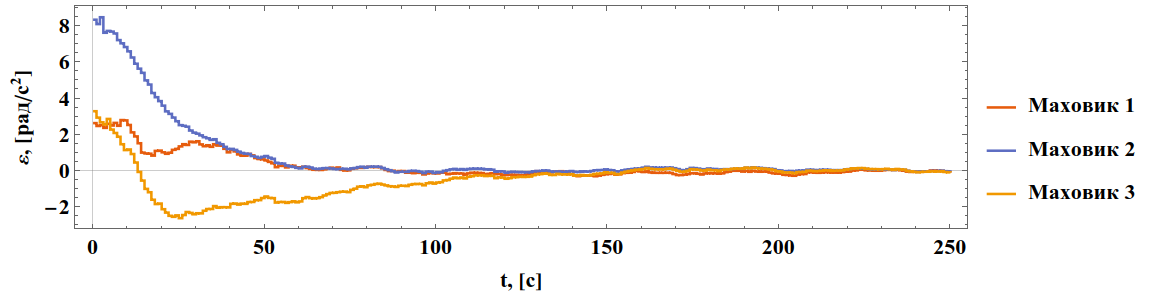 8
6
4
2
0
−2
ε, [рад/с²]
0 50 100 150 200 250
t, [с]
Маховик 1
Маховик 2
Маховик 3